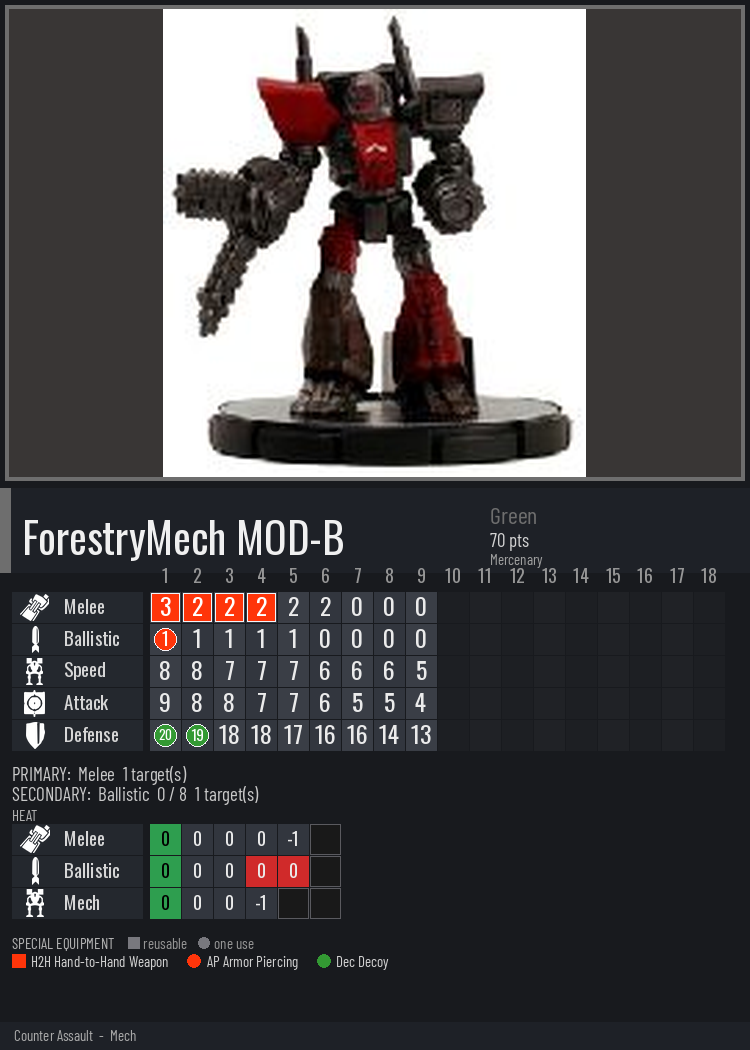 ForestryMech MOD-B
Green
70 pts
Mercenary
1 2 3 4 5 6 7 8 9 10 11 12 13 14 15 16 17 18
Melee 3 2 2 2 2 2 0 0 0
Ballistic 1 1 1 1 1 0 0 0 0
Speed 8 8 7 7 7 6 6 6 5
Attack 9 8 8 7 7 6 5 5 4
Defense 20 19 18 18 17 16 16 14 13
PRIMARY: Melee 1 target(s)
SECONDARY: Ballistic 0 / 8 1 target(s)
HEAT
Melee 0 0 0 0 -1
Ballistic 0 0 0 0 0
Mech 0 0 0 -1
SPECIAL EQUIPMENT reusable one use
H2H Hand-to-Hand Weapon AP Armor Piercing Dec Decoy
Counter Assault - Mech